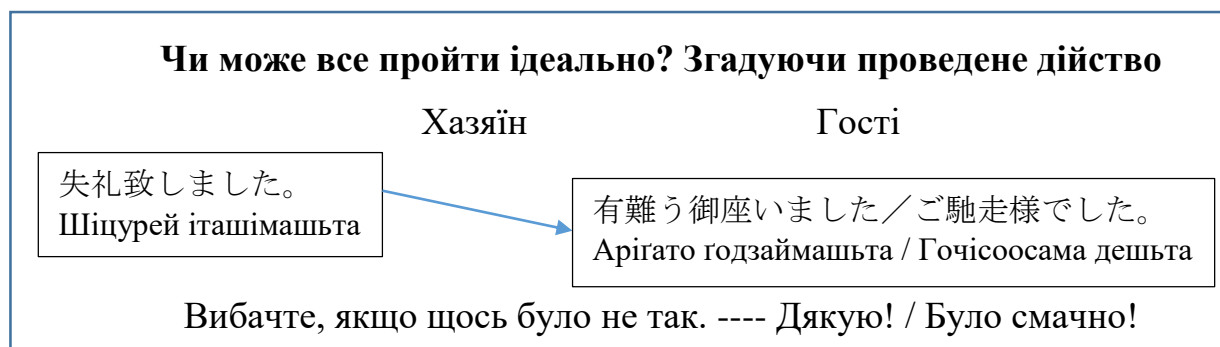 Чи може все пройти ідеально? Згадуючи проведене дійство
Хазяїн Гості
失礼致しました。
Шіцурей іташімашьта
有難う御座いました／ご馳走様でした。
Аріґато ґодзаймашьта / Гочісоосама дешьта
Вибачте, якщо щось було не так. ---- Дякую! / Було смачно!